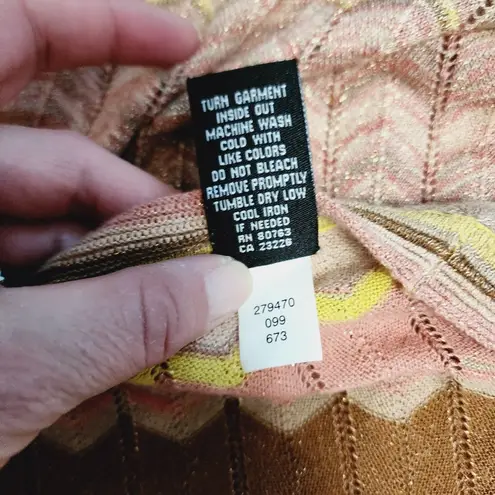 TURN GARMENT
INSIDE OUT
MACHINE WASH
COLD WITH
LIKE COLORS
DO NOT BLEACH
REMOVE PROMPTLY
TUMBLE DRY LOW
COOL IRON
IF NEEDED
RN 80763
CA 23226
279470
099
673